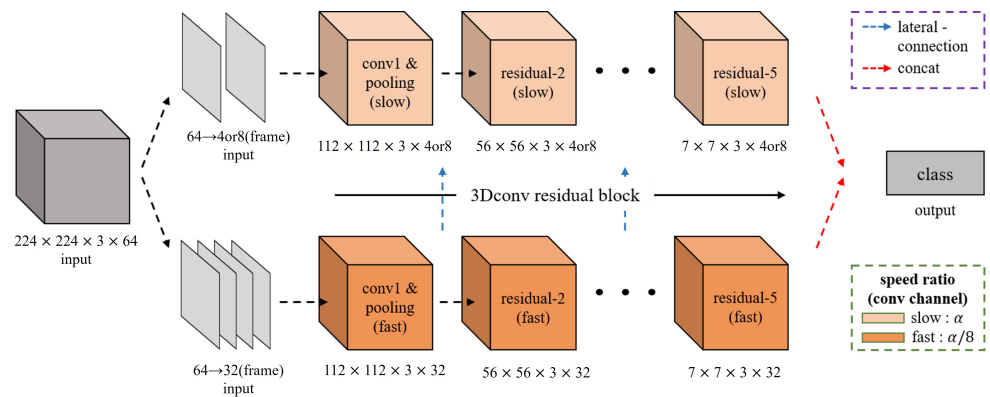 64→4or8(frame)
input
conv1 &
pooling
(slow)
112 × 112 × 3 × 4or8
residual-2
(slow)
56 × 56 × 3 × 4or8
residual-5
(slow)
7 × 7 × 3 × 4or8
lateral -
connection
concat
224 × 224 × 3 × 64
input
3Dconv residual block
class
output
64→32(frame)
input
conv1 &
pooling
(fast)
112 × 112 × 3 × 32
residual-2
(fast)
56 × 56 × 3 × 32
residual-5
(fast)
7 × 7 × 3 × 32
speed ratio
(conv channel)
slow : α
fast : α/8